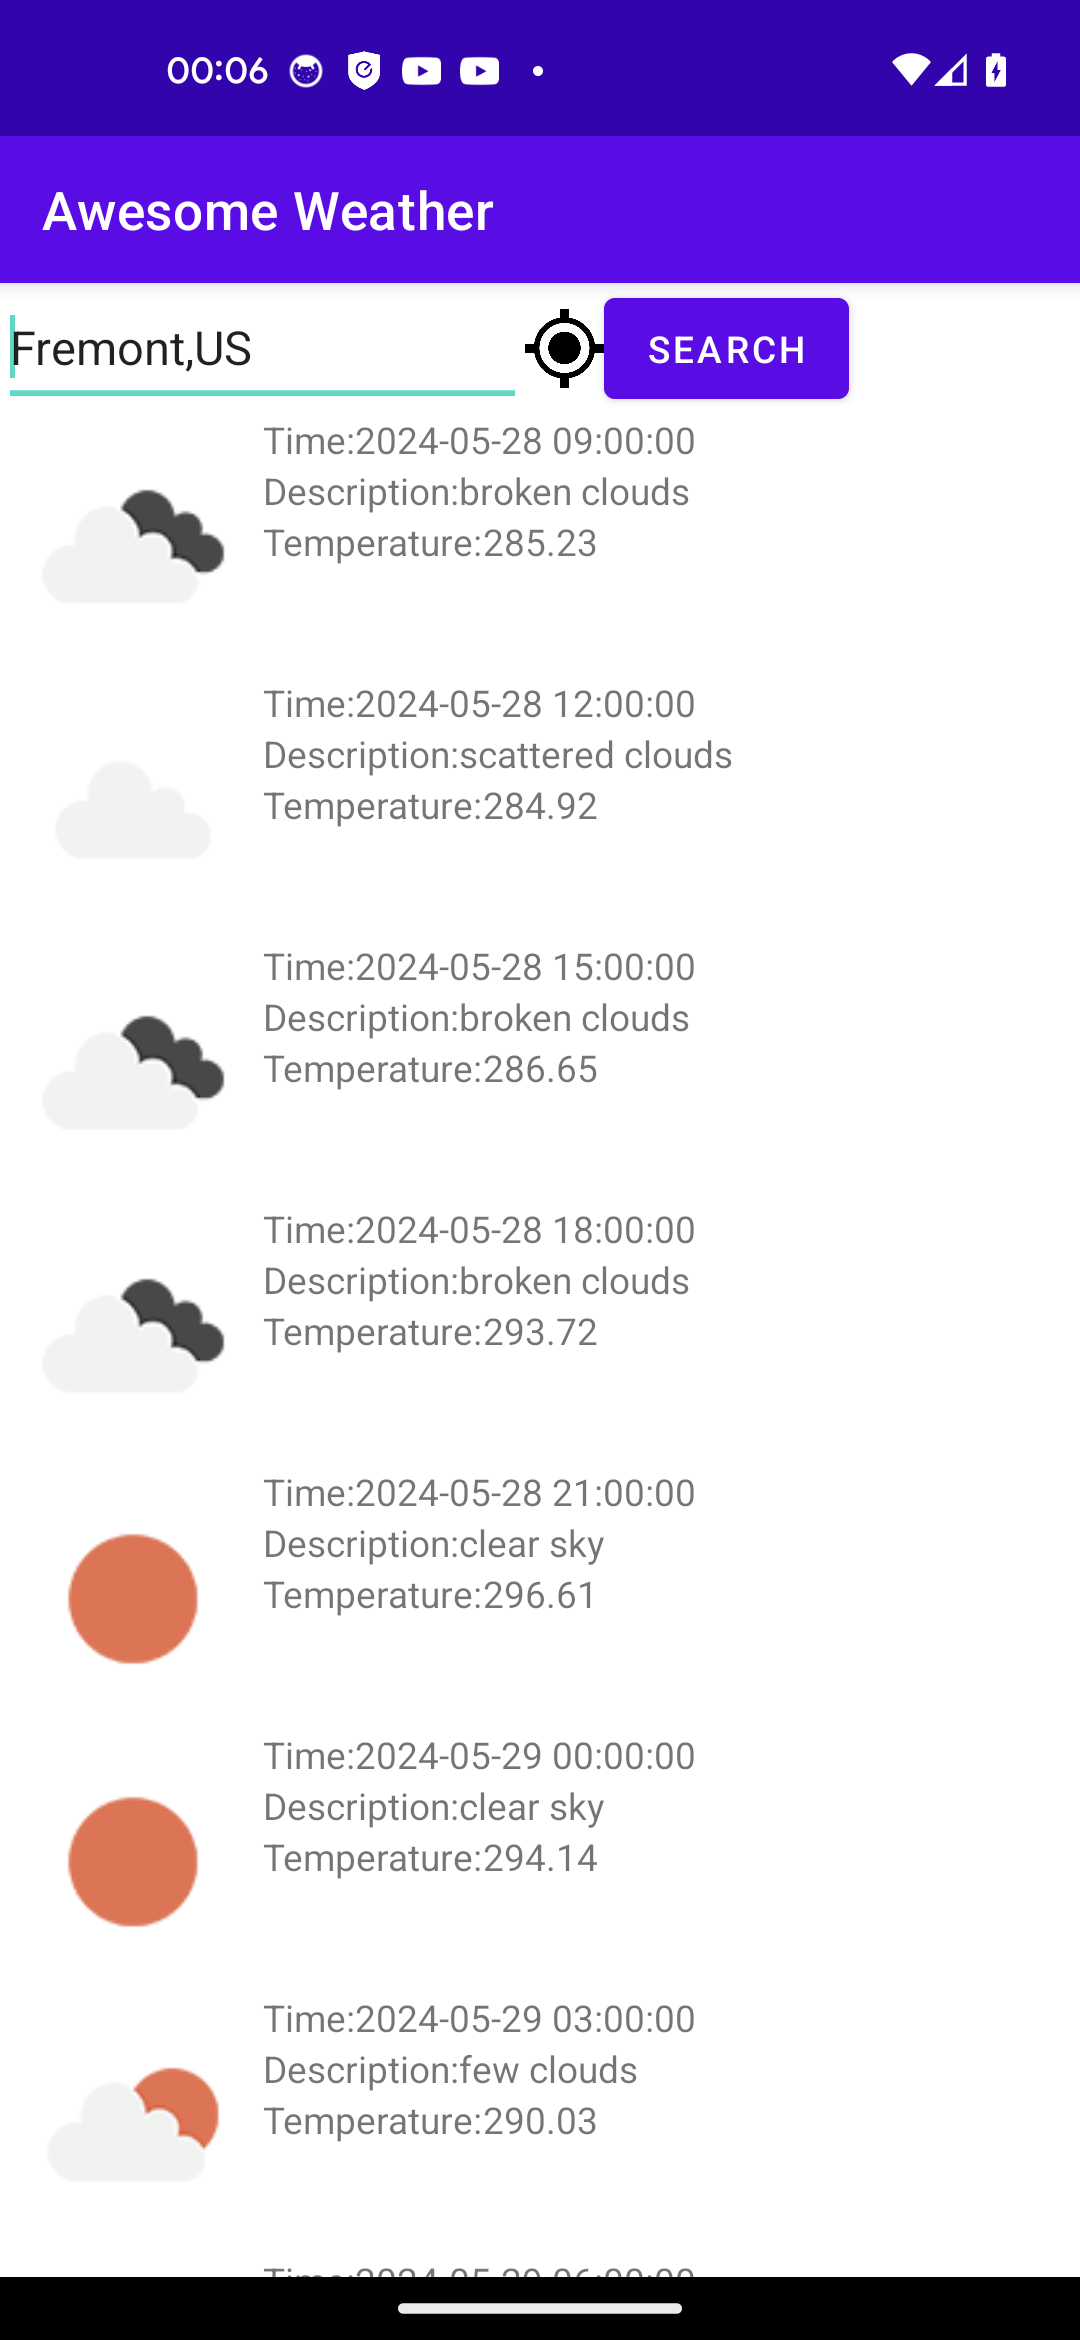 00:06
Awesome Weather
Fremont,US
SEARCH
Time:2024-05-28 09:00:00
Description:broken clouds
Temperature:285.23
Time:2024-05-28 12:00:00
Description:scattered clouds
Temperature:284.92
Time:2024-05-28 15:00:00
Description:broken clouds
Temperature:286.65
Time:2024-05-28 18:00:00
Description:broken clouds
Temperature:293.72
Time:2024-05-28 21:00:00
Description:clear sky
Temperature:296.61
Time:2024-05-29 00:00:00
Description:clear sky
Temperature:294.14
Time:2024-05-29 03:00:00
Description:few clouds
Temperature:290.03